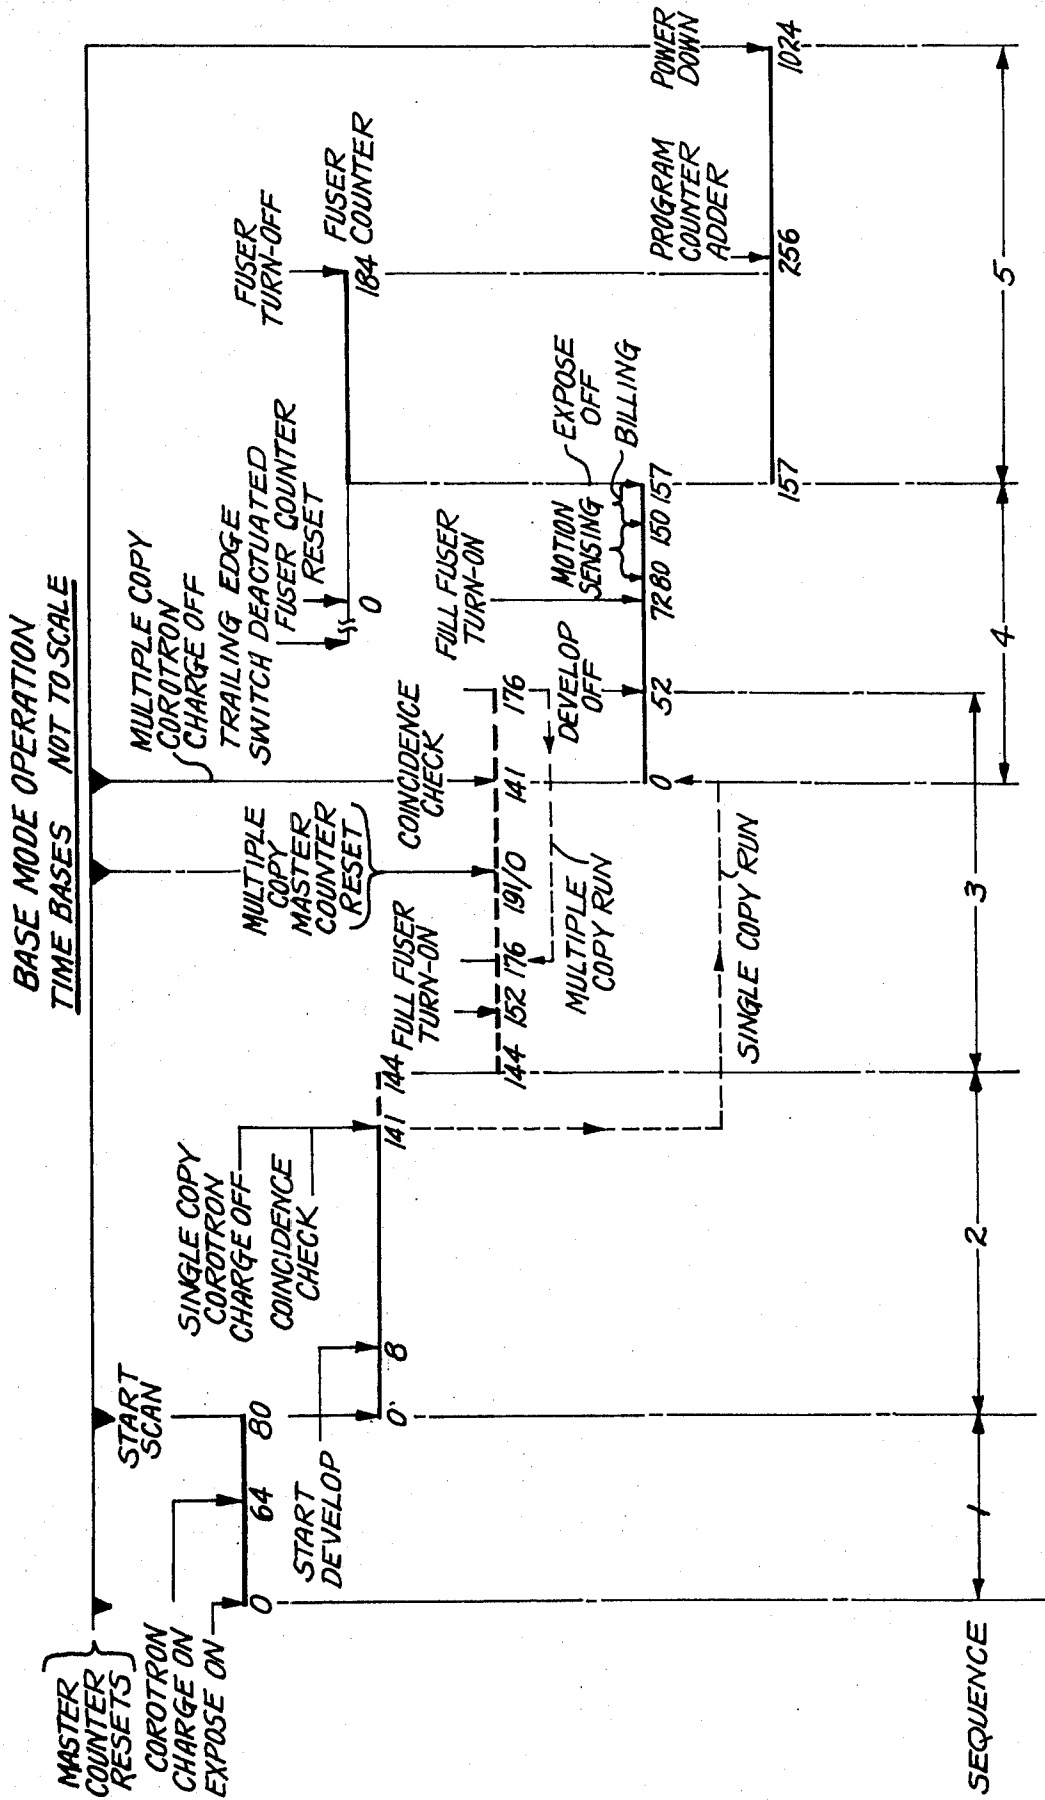 BASE MODE OPERATION
TIME BASES NOT TO SCALE
MASTER
COUNTER
RESETS
COROTRON
CHARGE ON
EXPOSE ON
START
SCAN
0
64
80
START
DEVELOP
0
8
SINGLE COPY
COROTRON
CHARGE OFF
COINCIDENCE
CHECK
141
144
MULTIPLE
COPY
MASTER
COUNTER
RESET
FULL FUSER
TURN-ON
COINCIDENCE
CHECK
144
152
176
191/0
141
176
MULTIPLE
COPY RUN
SINGLE COPY RUN
MULTIPLE COPY
COROTRON
CHARGE OFF
TRAILING EDGE
SWITCH DEACTUATED
FUSER COUNTER
RESET
0
FUSER
TURN-OFF
184
FUSER
COUNTER
DEVELOP
OFF
FULL FUSER
TURN-ON
MOTION
SENSING
EXPOSE
OFF
BILLING
0
52
72
80
150
157
PROGRAM
COUNTER
ADDER
POWER
DOWN
157
256
1024
SEQUENCE
1
2
3
4
5